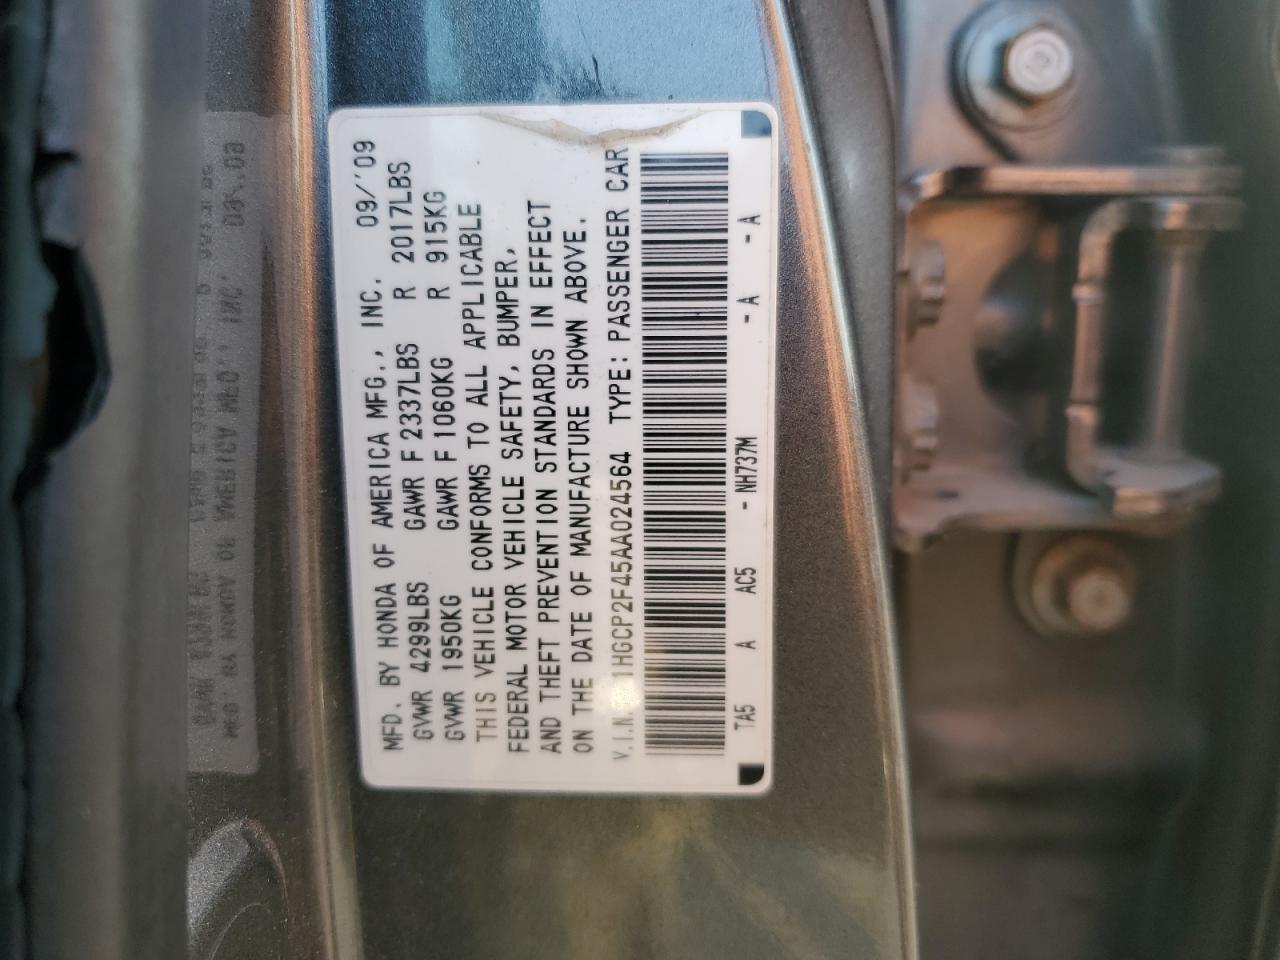 MFD. BY HONDA OF AMERICA MFG., INC. 09/'09
GVWR 4299LBS GAWR F 2337LBS R 2017LBS
GVWR 1950KG GAWR F 1060KG R 915KG
THIS VEHICLE CONFORMS TO ALL APPLICABLE
FEDERAL MOTOR VEHICLE SAFETY, BUMPER,
AND THEFT PREVENTION STANDARDS IN EFFECT
ON THE DATE OF MANUFACTURE SHOWN ABOVE.
V.I.N. 1HGCP2F45AA024564 TYPE: PASSENGER CAR
TA5 A AC5 - NH737M - A - A